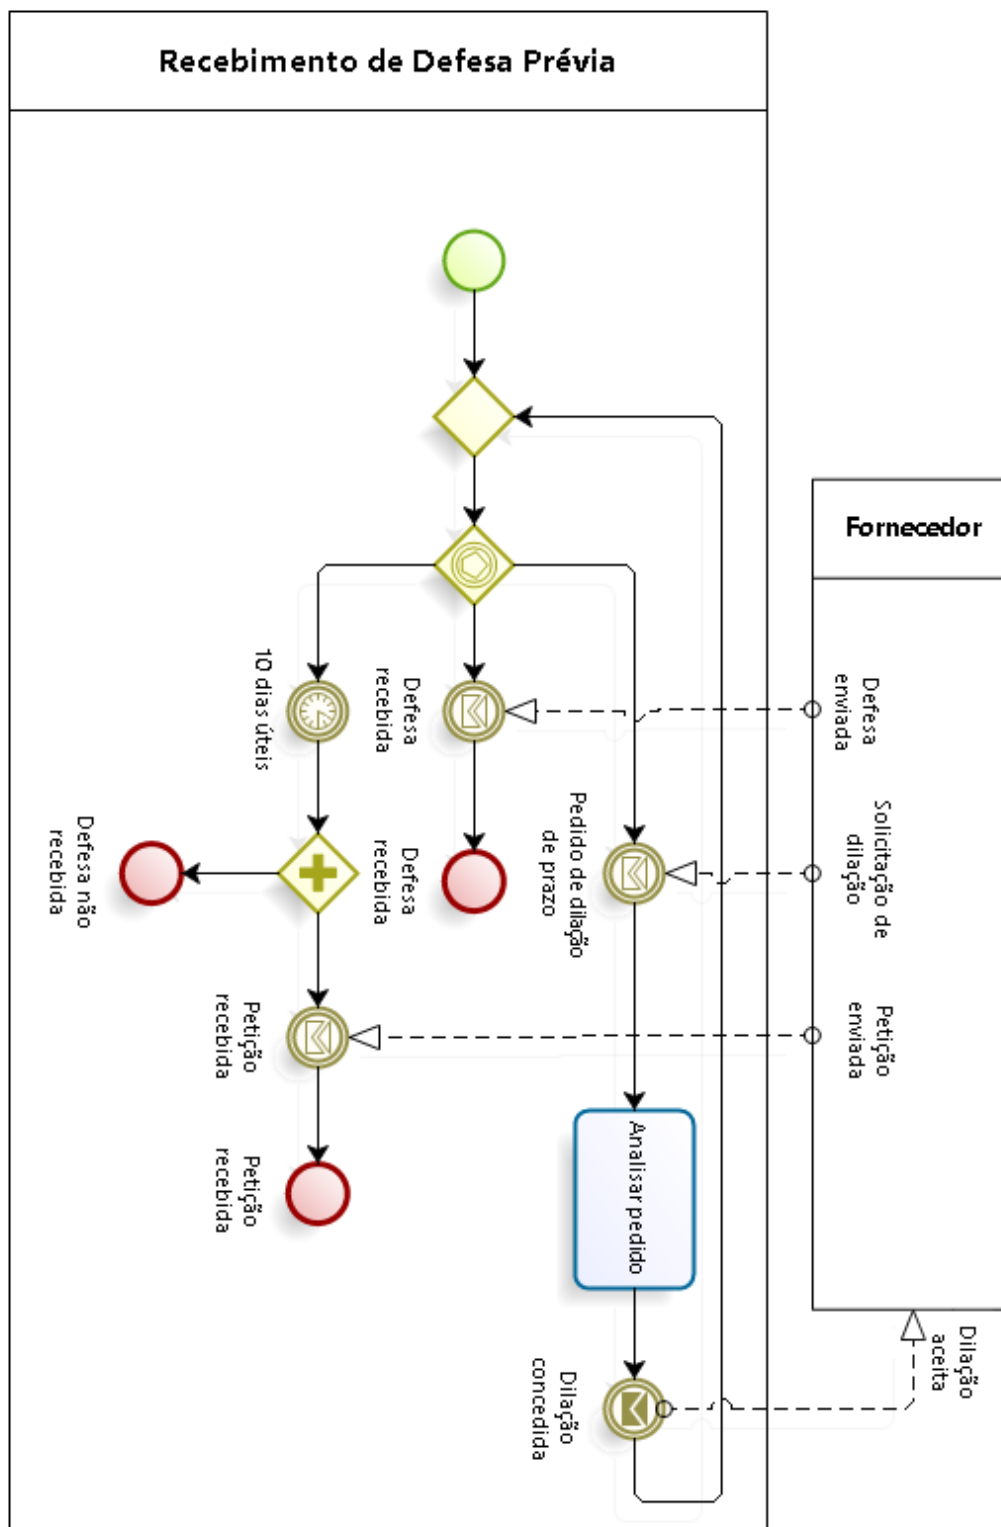 Recebimento de Defesa Prévia
Fornecedor
10 dias úteis
Defesa
recebida
Defesa
enviada
Defesa não
recebida
Defesa
recebida
Pedido de dilação
de prazo
Solicitação de
dilação
Petição
recebida
Petição
enviada
Petição
recebida
Analisar pedido
Dilação
concedida
Dilação
aceita